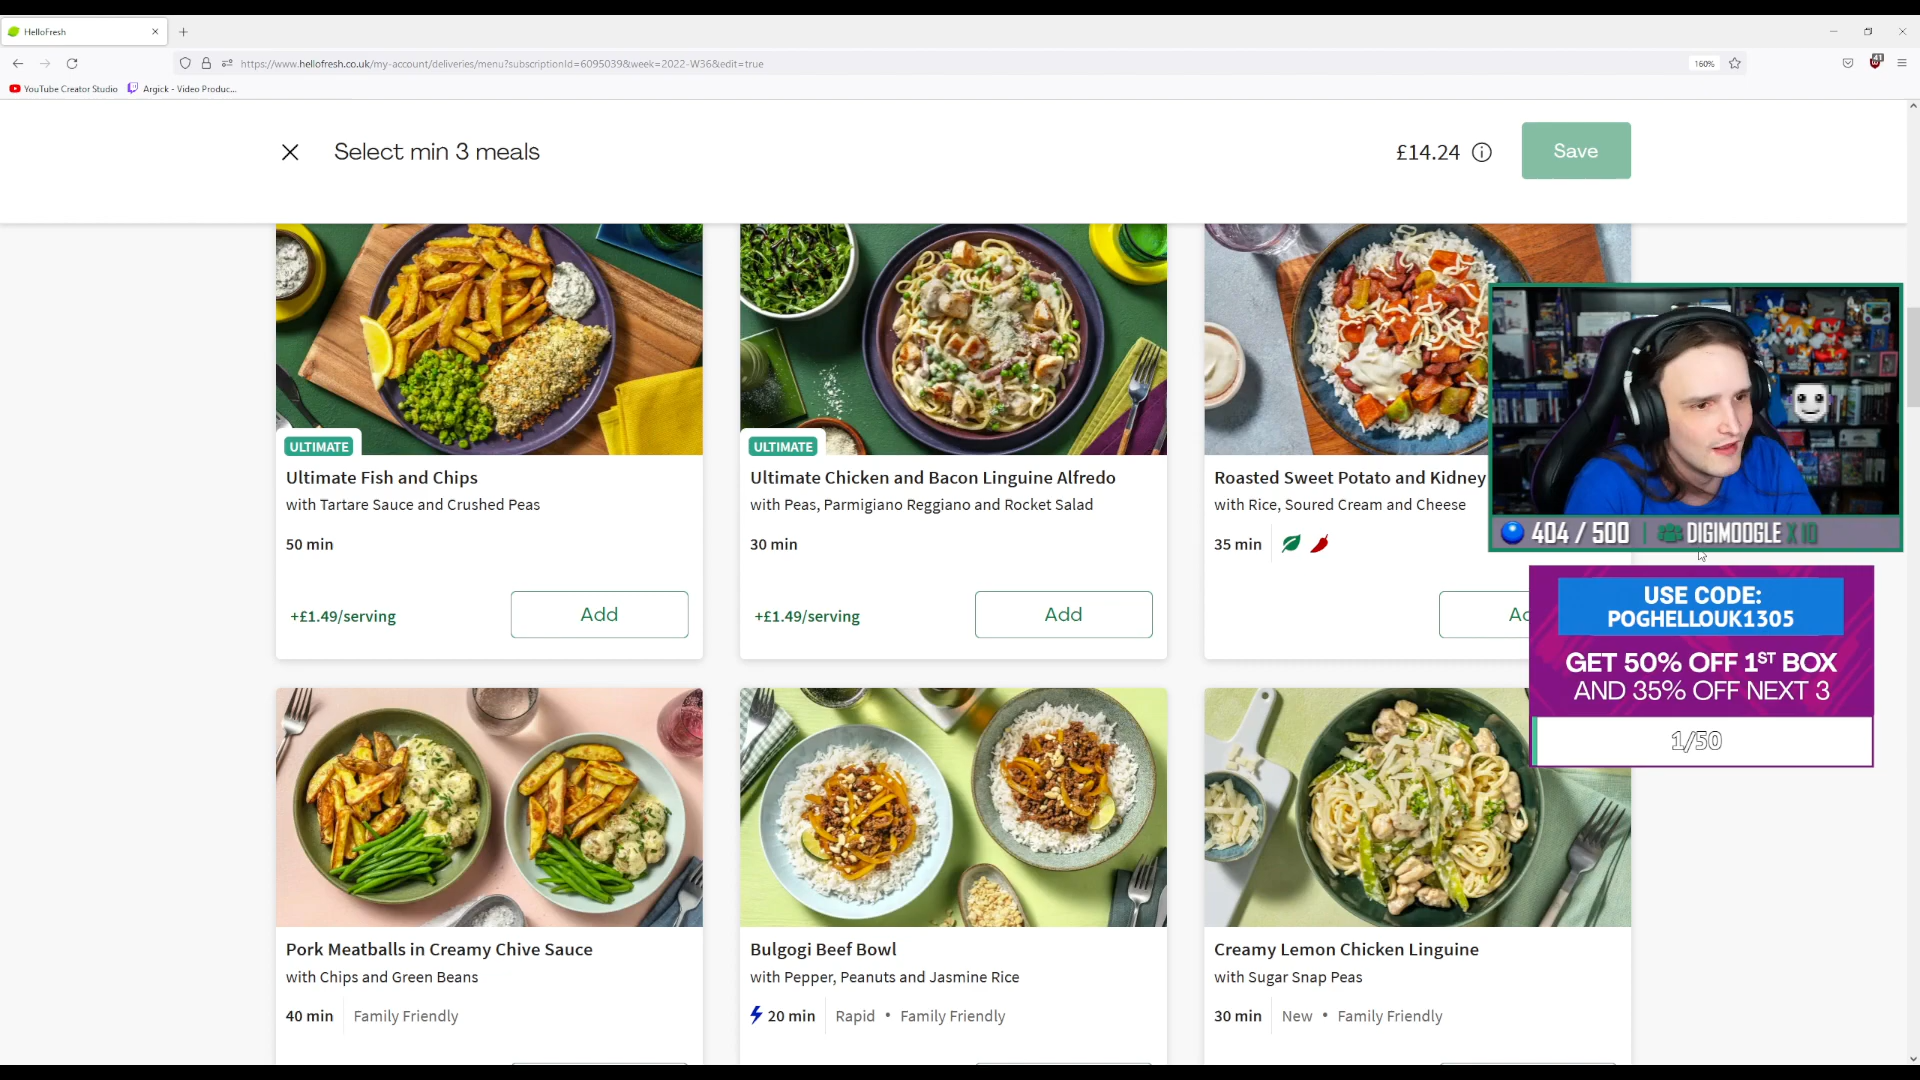 HelloFresh
https://www.hellofresh.co.uk/my-account/deliveries/menu?subscriptionId=6095039&week=2022-W36&edit=true
160%
YouTube Creator Studio
Argick - Video Produc...
Select min 3 meals
£14.24
Save
ULTIMATE
Ultimate Fish and Chips
with Tartare Sauce and Crushed Peas
50 min
+£1.49/serving
Add
ULTIMATE
Ultimate Chicken and Bacon Linguine Alfredo
with Peas, Parmigiano Reggiano and Rocket Salad
30 min
+£1.49/serving
Add
Roasted Sweet Potato and Kidney
with Rice, Soured Cream and Cheese
35 min
404 / 500 | DIGIMOOGLE X 10
USE CODE:
POGHELLOUK1305
GET 50% OFF 1ST BOX
AND 35% OFF NEXT 3
1/50
Pork Meatballs in Creamy Chive Sauce
with Chips and Green Beans
40 min
Family Friendly
Bulgogi Beef Bowl
with Pepper, Peanuts and Jasmine Rice
20 min
Rapid • Family Friendly
Creamy Lemon Chicken Linguine
with Sugar Snap Peas
30 min
New • Family Friendly